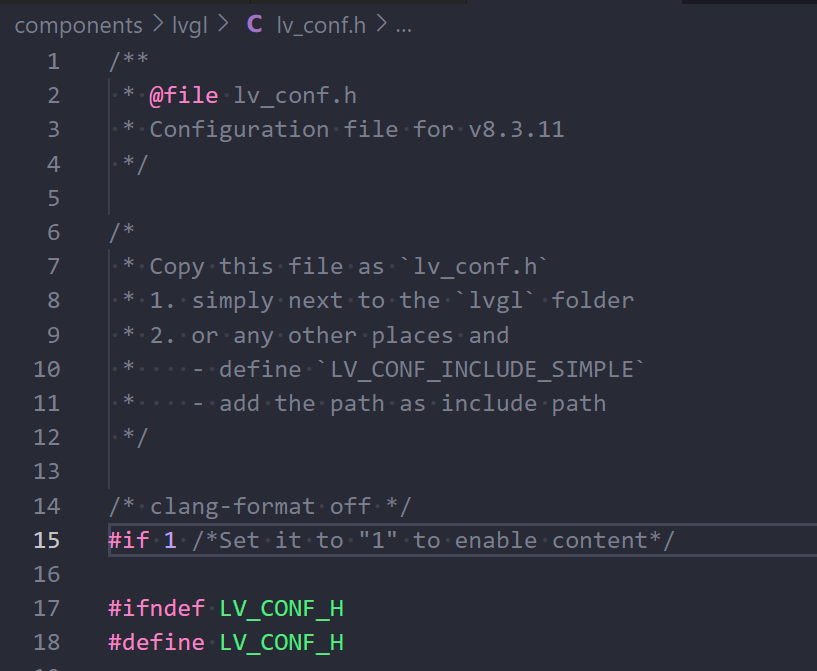 components > lvgl > C lv_conf.h > ...
1 /**
2 * @file lv_conf.h
3 * Configuration file for v8.3.11
4 */
5
6 /*
7 * Copy this file as `lv_conf.h`
8 * 1. simply next to the `lvgl` folder
9 * 2. or any other places and
10 *    - define `LV_CONF_INCLUDE_SIMPLE`
11 *    - add the path as include path
12 */
13
14 /* clang-format off */
15 #if 1 /*Set it to "1" to enable content*/
16
17 #ifndef LV_CONF_H
18 #define LV_CONF_H